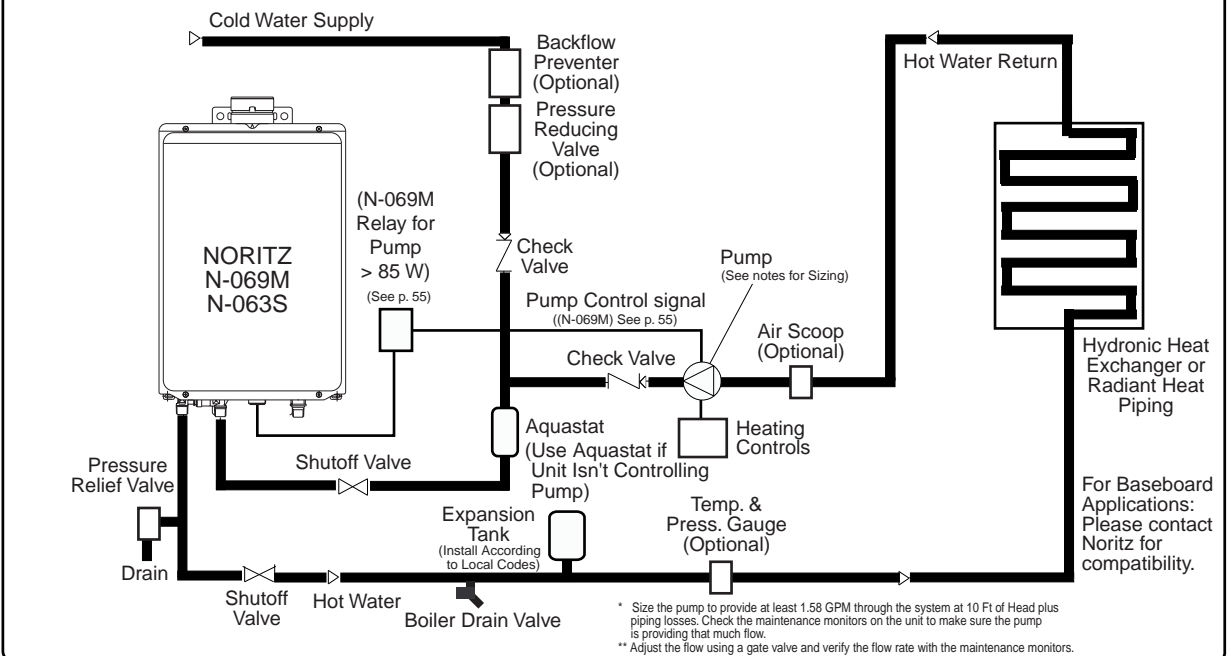 Cold Water Supply
Backflow
Preventer
(Optional)
Pressure
Reducing
Valve
(Optional)
Hot Water Return
NORITZ
N-069M
N-063S
(N-069M
Relay for
Pump
> 85 W)
(See p. 55)
Check
Valve
Pump
(See notes for Sizing)
Pump Control signal
((N-069M) See p. 55)
Air Scoop
(Optional)
Check Valve
Hydronic Heat
Exchanger or
Radiant Heat
Piping
Heating
Controls
Aquastat
(Use Aquastat if
Unit Isn't Controlling
Pump)
Shutoff Valve
Pressure
Relief Valve
Drain
Expansion
Tank
(Install According
to Local Codes)
Temp. &
Press. Gauge
(Optional)
For Baseboard
Applications:
Please contact
Noritz for
compatibility.
Shutoff
Valve
Hot Water
Boiler Drain Valve
* Size the pump to provide at least 1.58 GPM through the system at 10 Ft of Head plus
piping losses. Check the maintenance monitors on the unit to make sure the pump
is providing that much flow.
** Adjust the flow using a gate valve and verify the flow rate with the maintenance monitors.